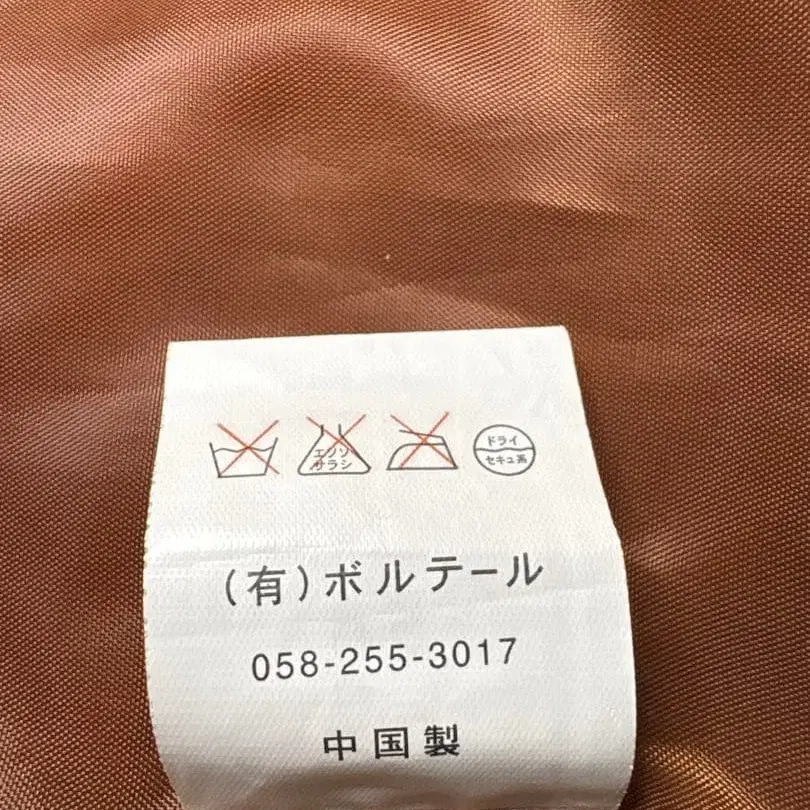 エンソ
サラシ
ドライ
セキュ系
(有)ボルテール
058-255-3017
中国製